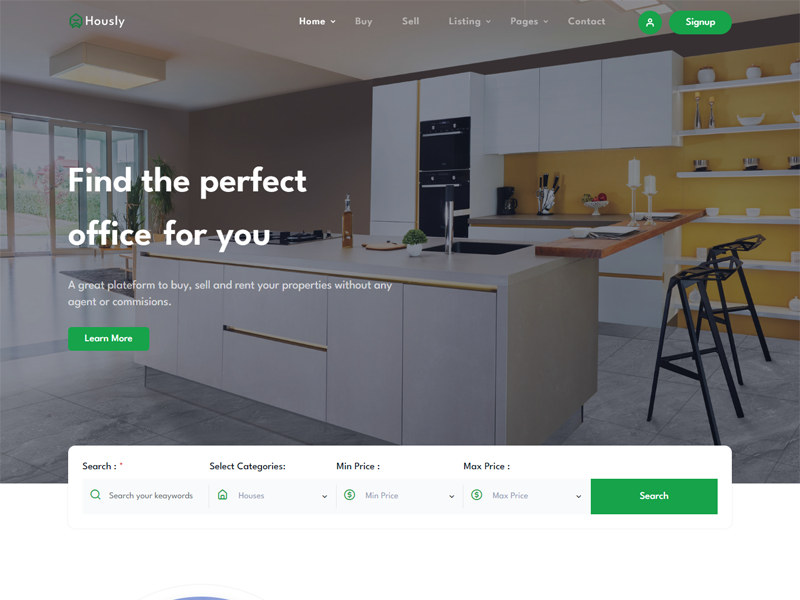 Hously
Home
Buy
Sell
Listing
Pages
Contact
Signup
Find the perfect
office for you
A great plateform to buy, sell and rent your properties without any
agent or commisions.
Learn More
Search : *
Select Categories:
Min Price :
Max Price :
Search your keaywords
Houses
Min Price
Max Price
Search